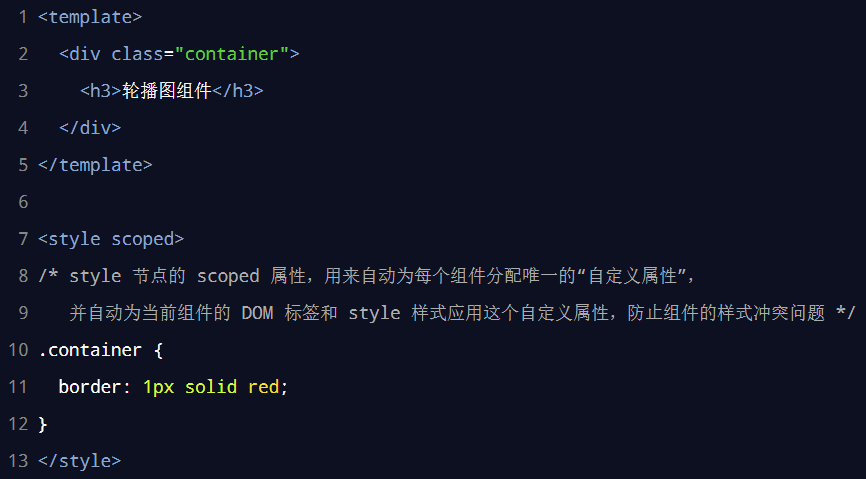 1 <template>
2   <div class="container">
3     <h3>轮播图组件</h3>
4   </div>
5 </template>
6
7 <style scoped>
8 /* style 节点的 scoped 属性，用来自动为每个组件分配唯一的“自定义属性”，
9    并自动为当前组件的 DOM 标签和 style 样式应用这个自定义属性，防止组件的样式冲突问题 */
10 .container {
11   border: 1px solid red;
12 }
13 </style>